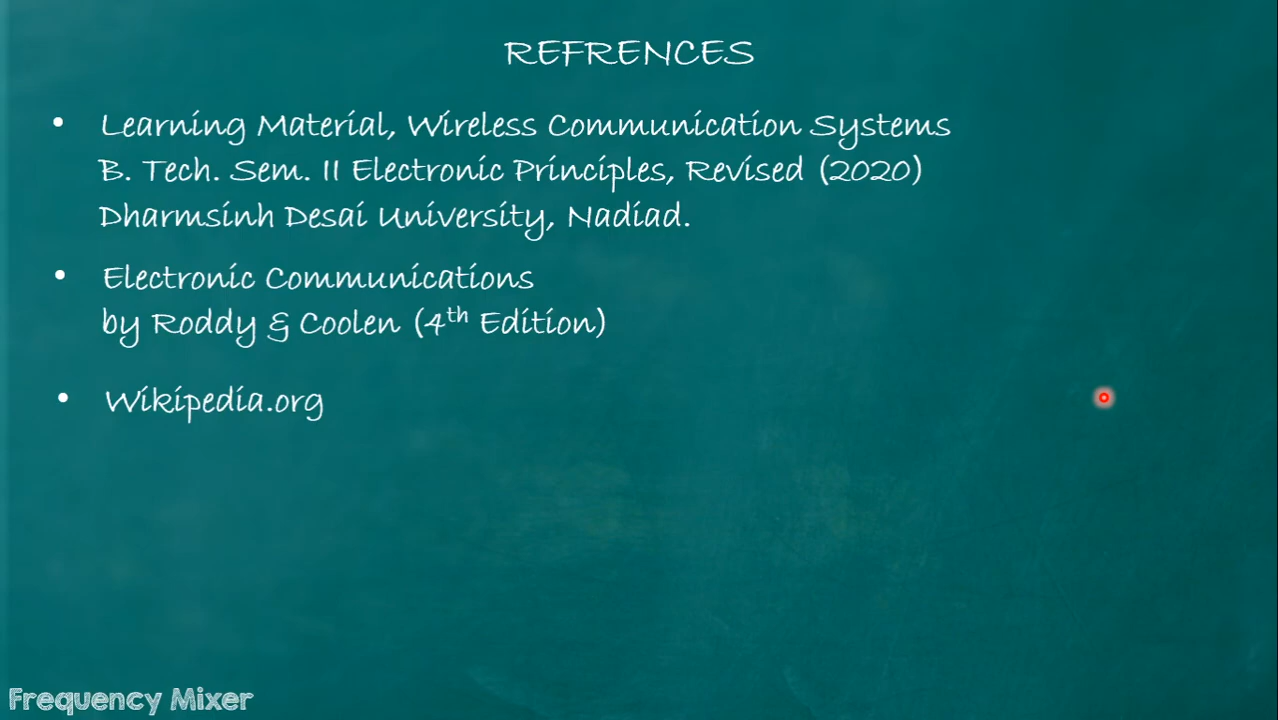 REFRENCES
• Learning Material, Wireless Communication Systems
B. Tech. Sem. II Electronic Principles, Revised (2020)
Dharmsinh Desai University, Nadiad.
• Electronic Communications
by Roddy & Coolen (4th Edition)
• Wikipedia.org
Frequency Mixer